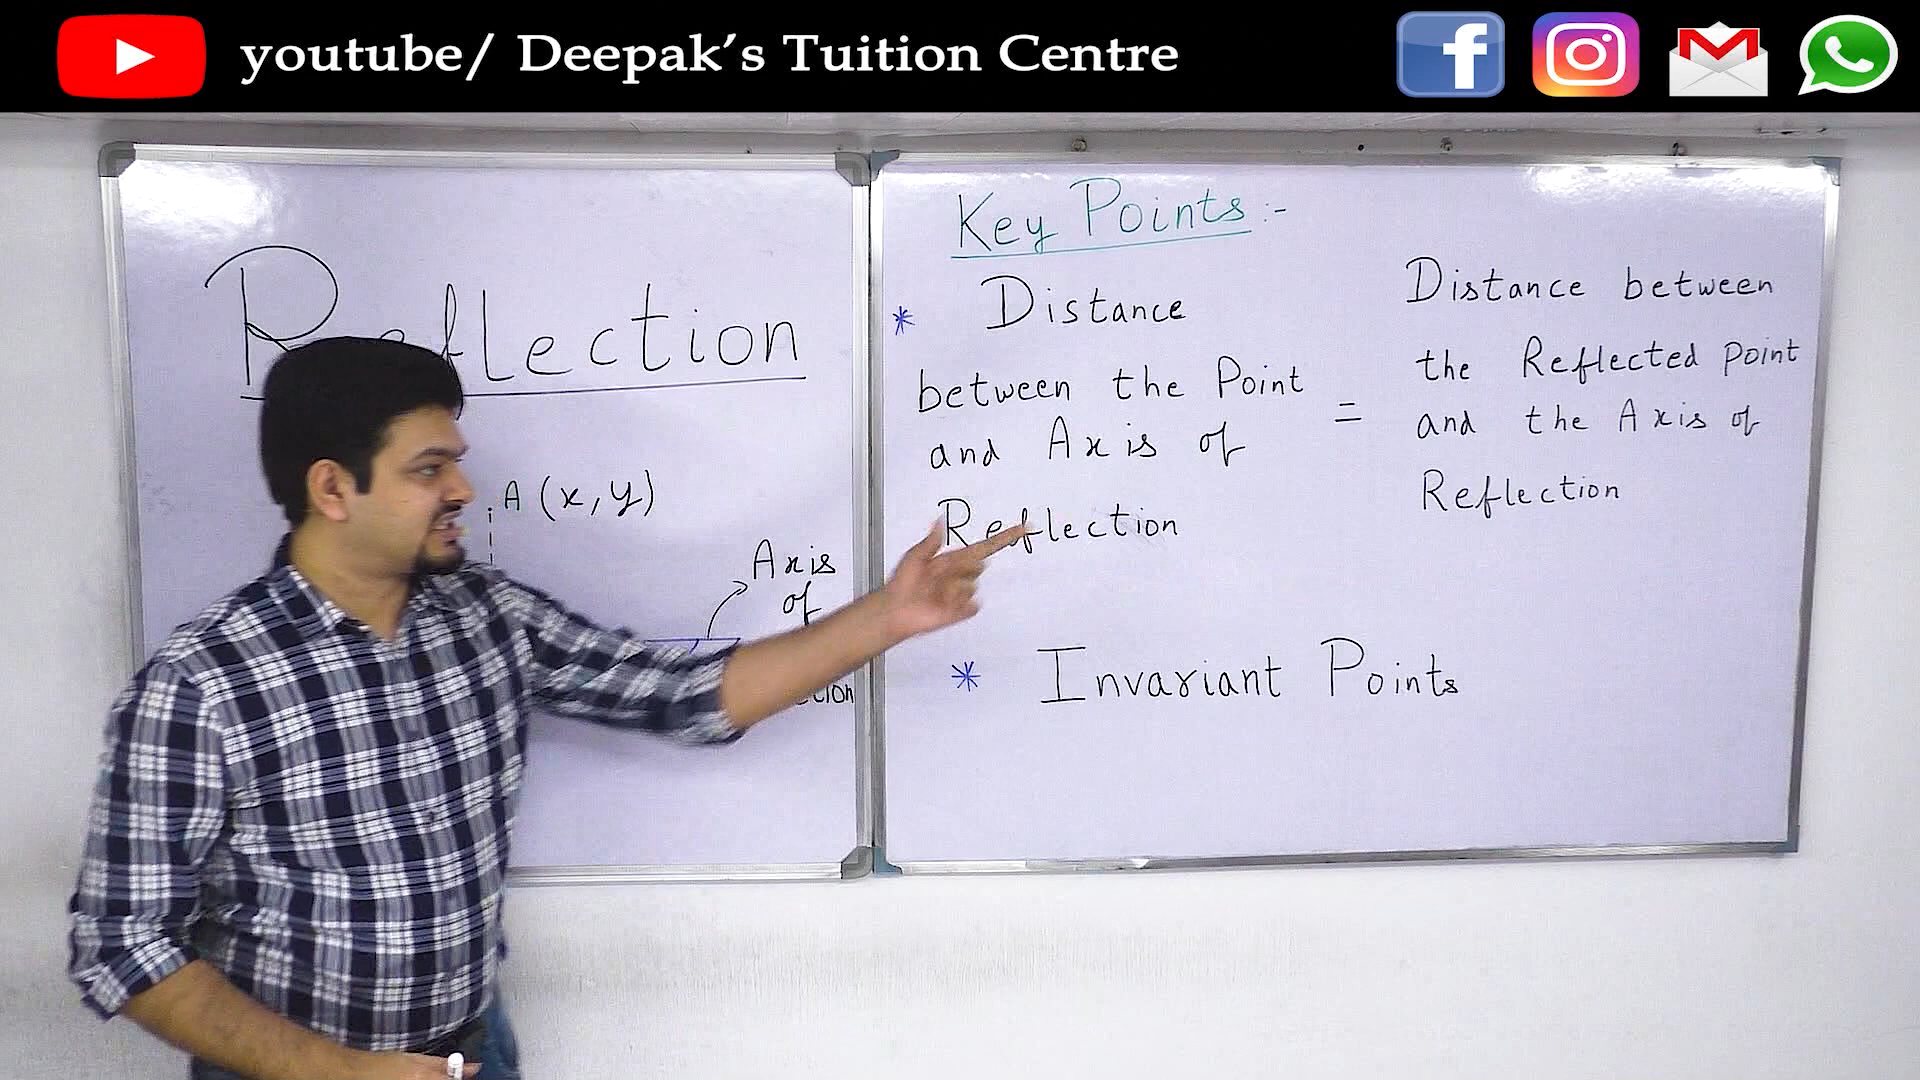 youtube/ Deepak's Tuition Centre
Reflection
A (x, y)
Axis
of
Key Points :-
* Distance
between the Point
and Axis of
Reflection
=
Distance between
the Reflected Point
and the Axis of
Reflection
* Invariant Points